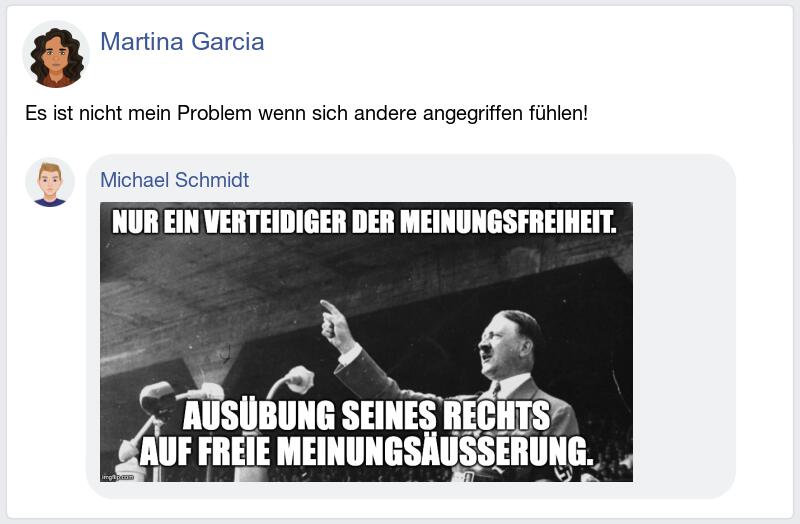 Martina Garcia
Es ist nicht mein Problem wenn sich andere angegriffen fühlen!
Michael Schmidt
NUR EIN VERTEIDIGER DER MEINUNGSFREIHEIT.
AUSÜBUNG SEINES RECHTS
AUF FREIE MEINUNGSÄUSSERUNG.
imgflip.com